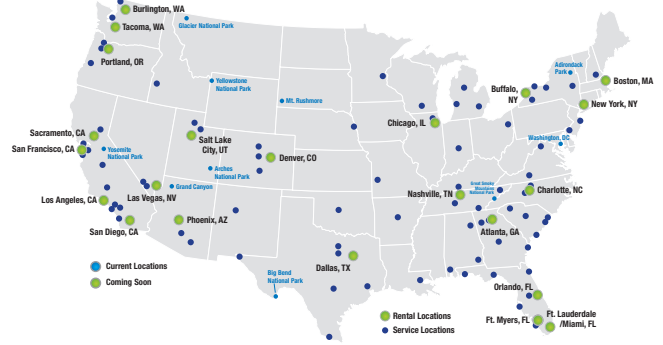 Burlington, WA
Tacoma, WA
Glacier National Park
Portland, OR
Yellowstone
National Park
Mt. Rushmore
Adirondack
Park
Boston, MA
Buffalo,
NY
New York, NY
Chicago, IL
Sacramento, CA
San Francisco, CA
Yosemite
National Park
Salt Lake
City, UT
Denver, CO
Washington, DC
Arches
National Park
Grand Canyon
Las Vegas, NV
Los Angeles, CA
San Diego, CA
Phoenix, AZ
Nashville, TN
Great Smoky
Mountains
National Park
Charlotte, NC
Atlanta, GA
Dallas, TX
Big Bend
National Park
Current Locations
Coming Soon
Orlando, FL
Ft. Myers, FL
Ft. Lauderdale
/Miami, FL
Rental Locations
Service Locations